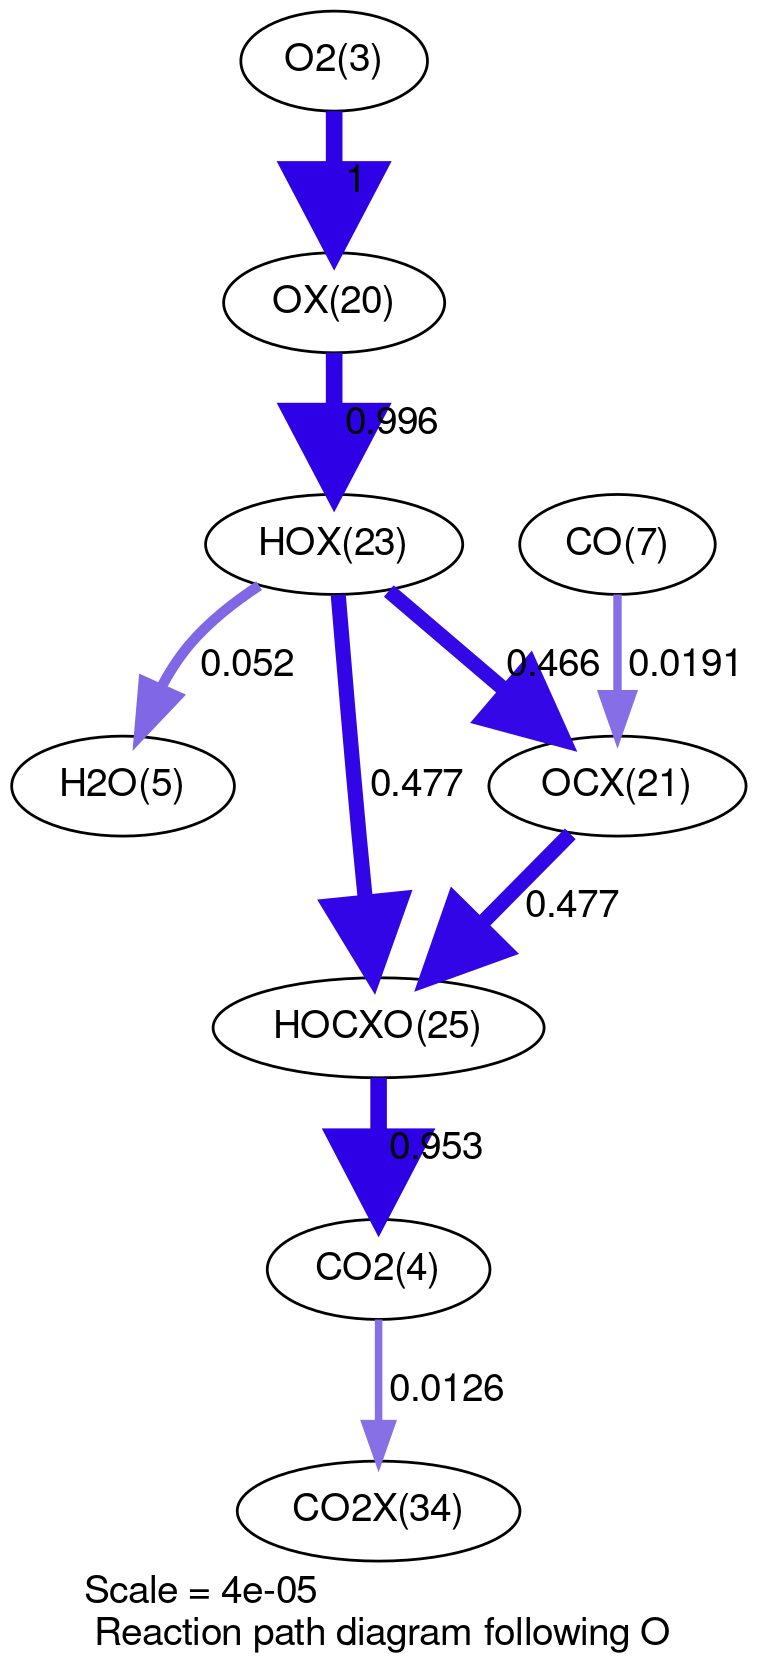 O2(3)
1
OX(20)
0.996
HOX(23)
CO(7)
0.052
0.466
0.0191
H2O(5)
0.477
OCX(21)
0.477
HOCXO(25)
0.953
CO2(4)
0.0126
CO2X(34)
Scale = 4e-05
Reaction path diagram following O